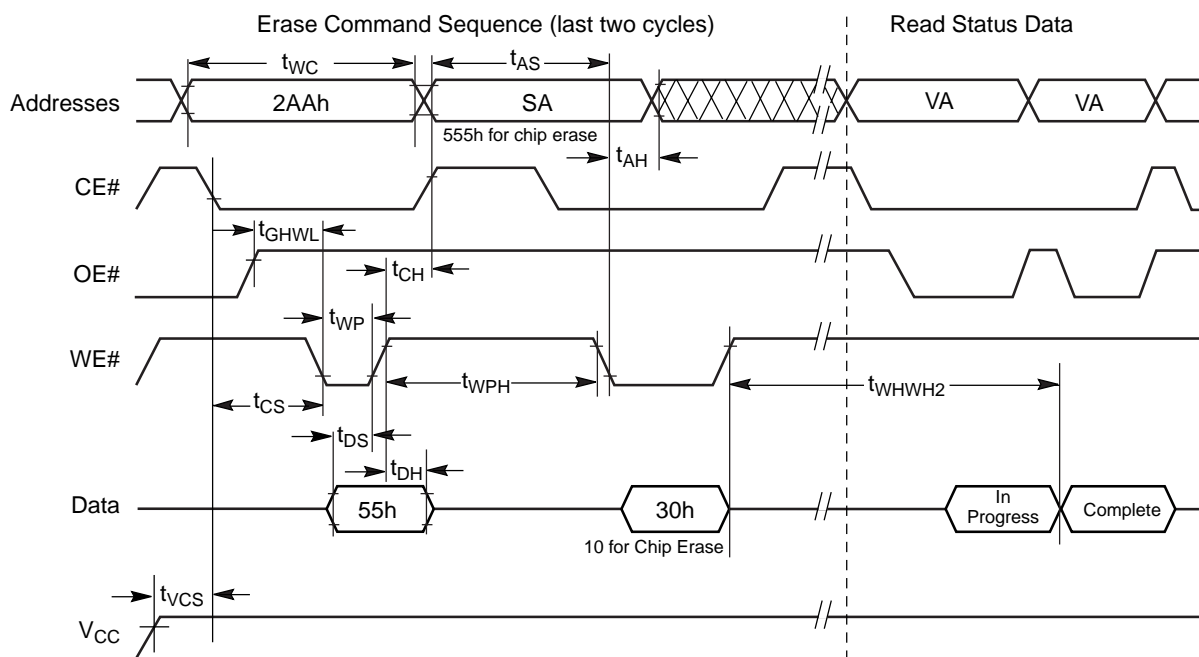 Erase Command Sequence (last two cycles)
Read Status Data
tWC
tAS
Addresses
2AAh
SA
VA
VA
555h for chip erase
tAH
CE#
tGHWL
OE#
tCH
tWP
WE#
tWPH
tWHWH2
tCS
tDS
tDH
Data
55h
30h
In
Progress
Complete
10 for Chip Erase
tVCS
VCC